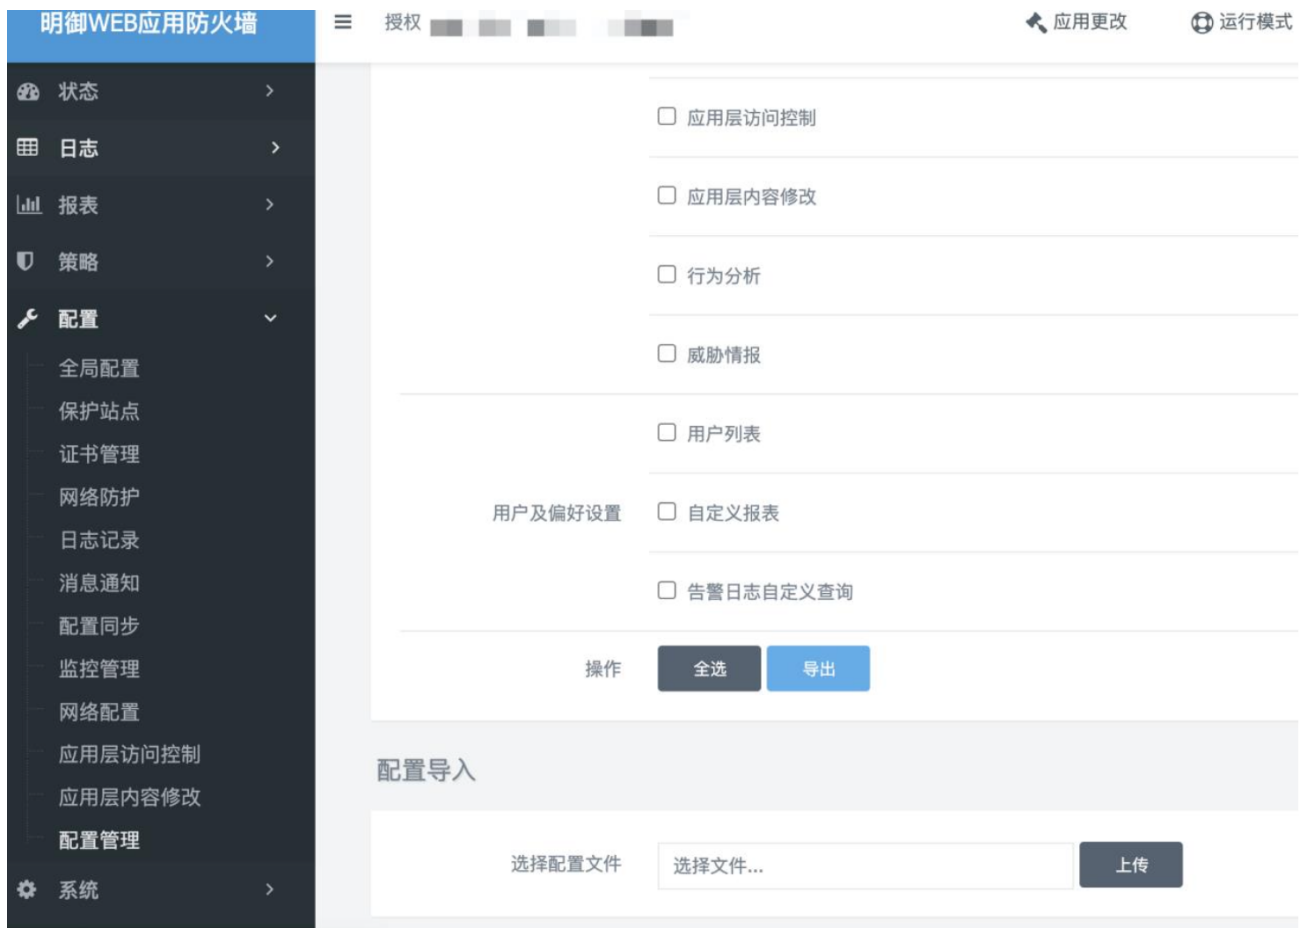 明御WEB应用防火墙
授权
应用更改
运行模式
状态
日志
报表
策略
配置
全局配置
保护站点
证书管理
网络防护
日志记录
消息通知
配置同步
监控管理
网络配置
应用层访问控制
应用层内容修改
配置管理
系统
应用层访问控制
应用层内容修改
行为分析
威胁情报
用户列表
用户及偏好设置
自定义报表
告警日志自定义查询
操作
全选
导出
配置导入
选择配置文件
选择文件...
上传